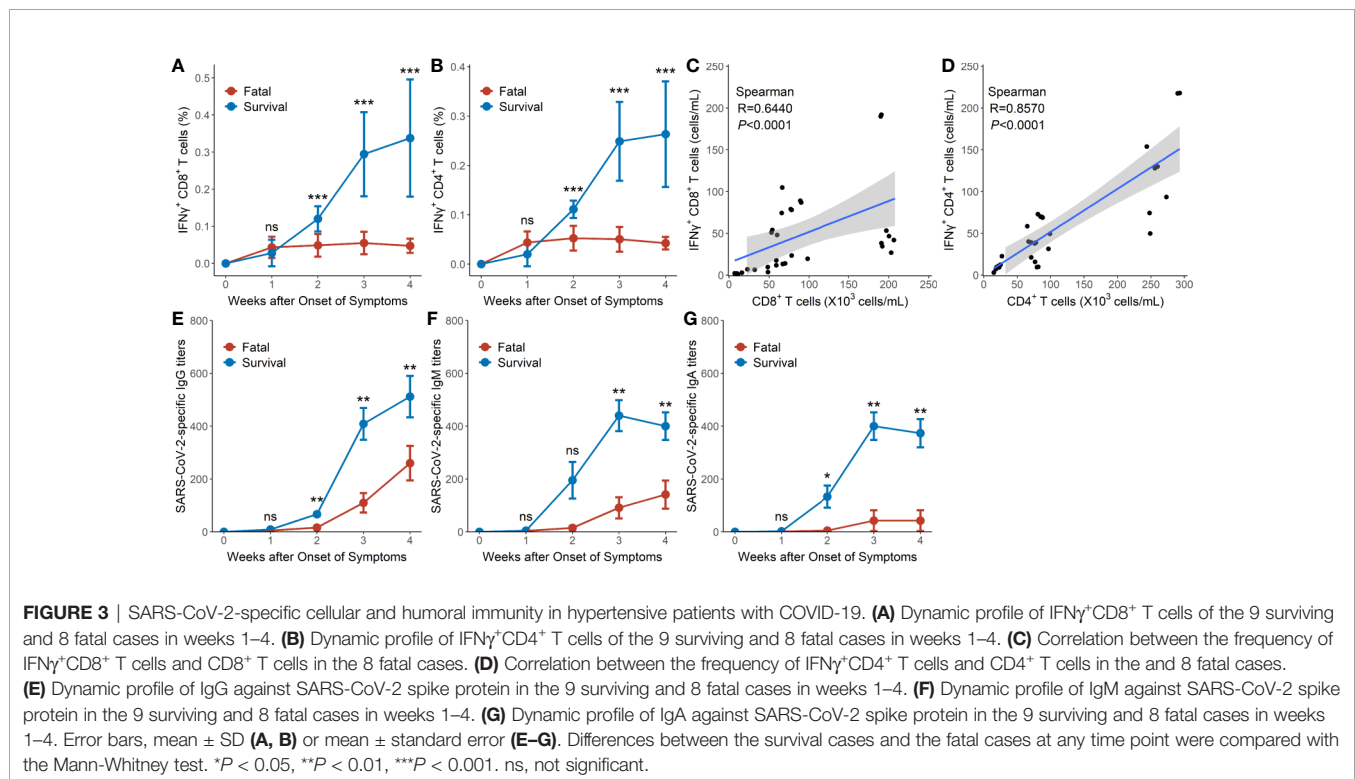 A
Fatal
Survival
IFNγ⁺ CD8⁺ T cells (%)
0.5
0.4
0.3
0.2
0.1
0.0
ns
***
***
***
0 1 2 3 4
Weeks after Onset of Symptoms
B
Fatal
Survival
IFNγ⁺ CD4⁺ T cells (%)
0.4
0.2
0.0
ns
***
***
***
0 1 2 3 4
Weeks after Onset of Symptoms
C
IFNγ⁺ CD8⁺ T cells (cells/mL)
250
200
150
100
50
0
Spearman
R=0.6440
P<0.0001
0 50 100 150 200 250
CD8⁺ T cells (X10³ cells/mL)
D
IFNγ⁺ CD4⁺ T cells (cells/mL)
250
200
150
100
50
0
Spearman
R=0.8570
P<0.0001
0 50 100 150 200 250 300
CD4⁺ T cells (X10³ cells/mL)
E
Fatal
Survival
SARS-CoV-2-specific IgG titers
800
600
400
200
0
ns
**
**
**
0 1 2 3 4
Weeks after Onset of Symptoms
F
Fatal
Survival
SARS-CoV-2-specific IgM titers
800
600
400
200
0
ns
ns
**
**
0 1 2 3 4
Weeks after Onset of Symptoms
G
Fatal
Survival
SARS-CoV-2-specific IgA titers
800
600
400
200
0
ns
*
**
**
0 1 2 3 4
Weeks after Onset of Symptoms
FIGURE 3 | SARS-CoV-2-specific cellular and humoral immunity in hypertensive patients with COVID-19. (A) Dynamic profile of IFNγ⁺CD8⁺ T cells of the 9 surviving
and 8 fatal cases in weeks 1–4. (B) Dynamic profile of IFNγ⁺CD4⁺ T cells of the 9 surviving and 8 fatal cases in weeks 1–4. (C) Correlation between the frequency of
IFNγ⁺CD8⁺ T cells and CD8⁺ T cells in the 8 fatal cases. (D) Correlation between the frequency of IFNγ⁺CD4⁺ T cells and CD4⁺ T cells in the and 8 fatal cases.
(E) Dynamic profile of IgG against SARS-CoV-2 spike protein in the 9 surviving and 8 fatal cases in weeks 1–4. (F) Dynamic profile of IgM against SARS-CoV-2 spike
protein in the 9 surviving and 8 fatal cases in weeks 1–4. (G) Dynamic profile of IgA against SARS-CoV-2 spike protein in the 9 surviving and 8 fatal cases in weeks
1–4. Error bars, mean ± SD (A, B) or mean ± standard error (E–G). Differences between the survival cases and the fatal cases at any time point were compared with
the Mann-Whitney test. *P < 0.05, **P < 0.01, ***P < 0.001. ns, not significant.